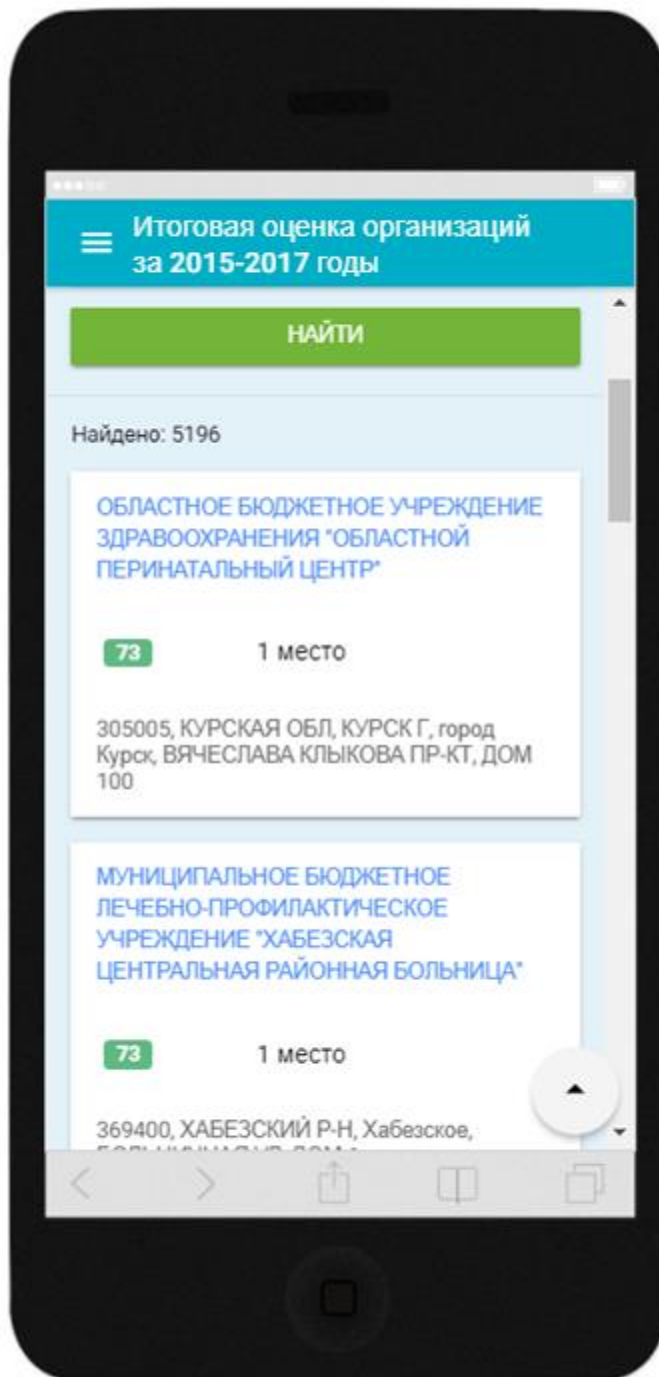 Итоговая оценка организаций
за 2015-2017 годы
НАЙТИ
Найдено: 5196
ОБЛАСТНОЕ БЮДЖЕТНОЕ УЧРЕЖДЕНИЕ
ЗДРАВООХРАНЕНИЯ "ОБЛАСТНОЙ
ПЕРИНАТАЛЬНЫЙ ЦЕНТР"
73 1 место
305005, КУРСКАЯ ОБЛ, КУРСК Г, город
Курск, ВЯЧЕСЛАВА КЛЫКОВА ПР-КТ, ДОМ
100
МУНИЦИПАЛЬНОЕ БЮДЖЕТНОЕ
ЛЕЧЕБНО-ПРОФИЛАКТИЧЕСКОЕ
УЧРЕЖДЕНИЕ "ХАБЕЗСКАЯ
ЦЕНТРАЛЬНАЯ РАЙОННАЯ БОЛЬНИЦА"
73 1 место
369400, ХАБЕЗСКИЙ Р-Н, Хабезское,